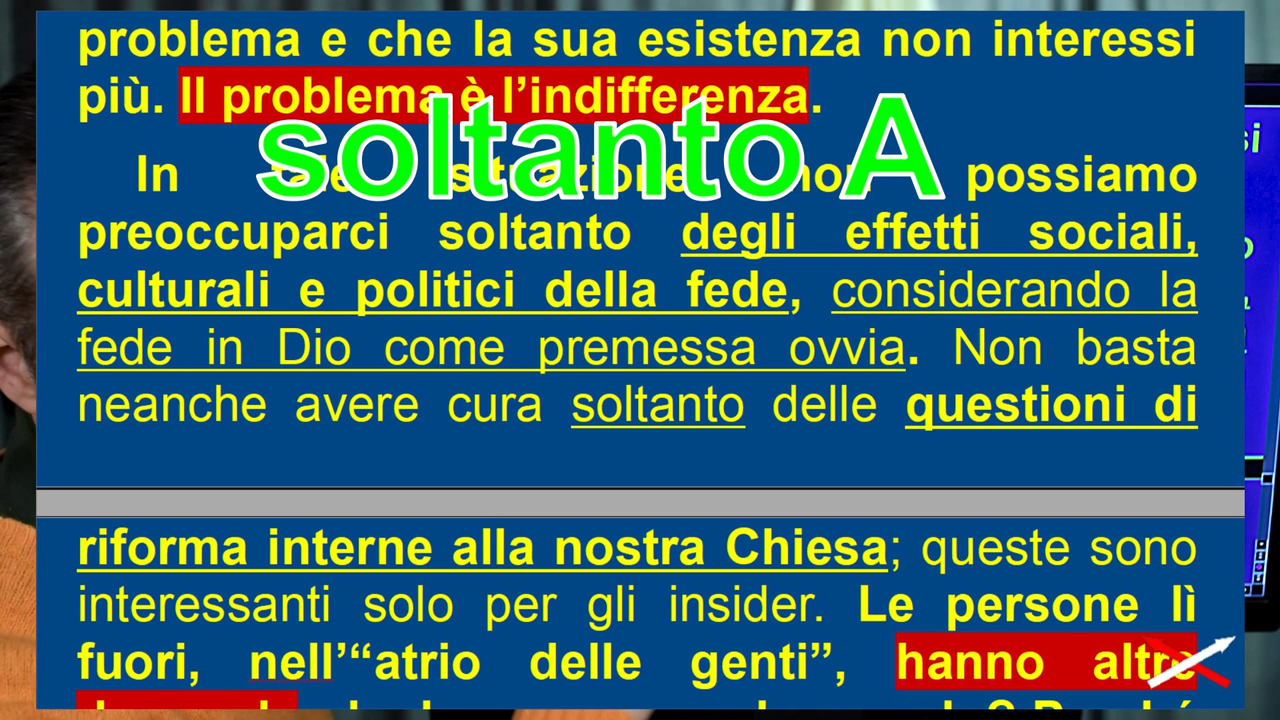 problema e che la sua esistenza non interessi
più. Il problema è l’indifferenza.
soltanto A
In tale situazione non possiamo
preoccuparci soltanto degli effetti sociali,
culturali e politici della fede, considerando la
fede in Dio come premessa ovvia. Non basta
neanche avere cura soltanto delle questioni di
riforma interne alla nostra Chiesa; queste sono
interessanti solo per gli insider. Le persone lì
fuori, nell’“atrio delle genti”, hanno altre